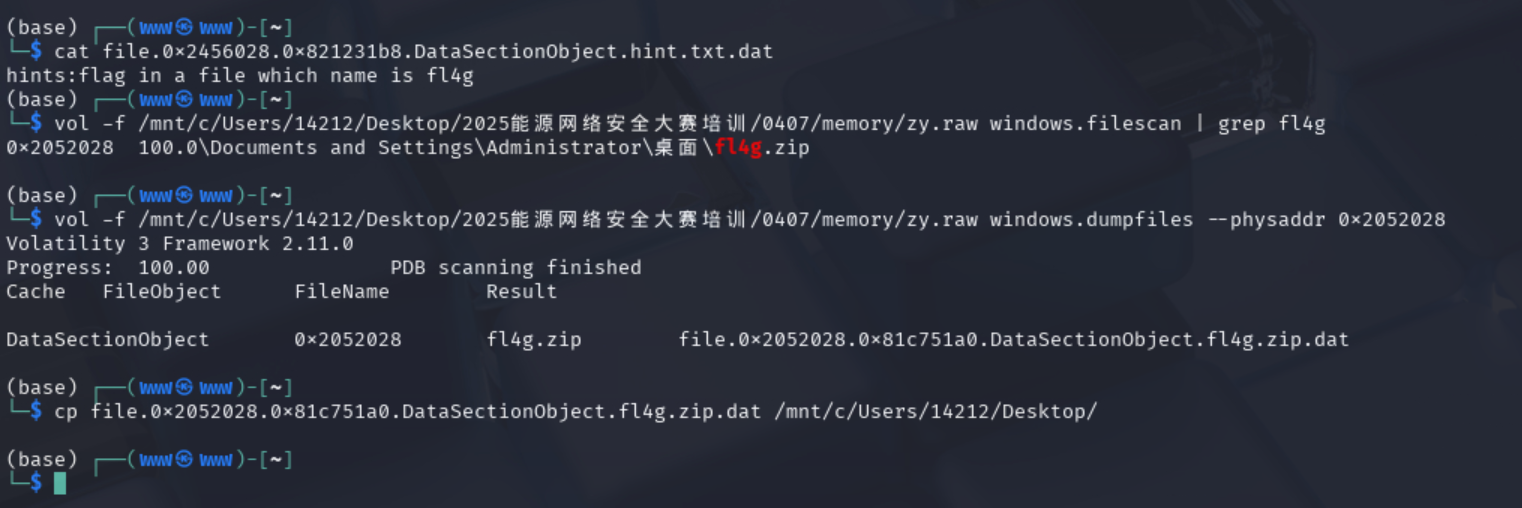 (base) ┌──(www㉿www)-[~]
└─$ cat file.0×2456028.0×821231b8.DataSectionObject.hint.txt.dat
hints:flag in a file which name is fl4g
(base) ┌──(www㉿www)-[~]
└─$ vol -f /mnt/c/Users/14212/Desktop/2025能源网络安全大赛培训/0407/memory/zy.raw windows.filescan | grep fl4g
0×2052028  100.0\Documents and Settings\Administrator\桌面\fl4g.zip
(base) ┌──(www㉿www)-[~]
└─$ vol -f /mnt/c/Users/14212/Desktop/2025能源网络安全大赛培训/0407/memory/zy.raw windows.dumpfiles --physaddr 0×2052028
Volatility 3 Framework 2.11.0
Progress:  100.00               PDB scanning finished
Cache   FileObject      FileName        Result
DataSectionObject       0×2052028       fl4g.zip        file.0×2052028.0×81c751a0.DataSectionObject.fl4g.zip.dat
(base) ┌──(www㉿www)-[~]
└─$ cp file.0×2052028.0×81c751a0.DataSectionObject.fl4g.zip.dat /mnt/c/Users/14212/Desktop/
(base) ┌──(www㉿www)-[~]
└─$